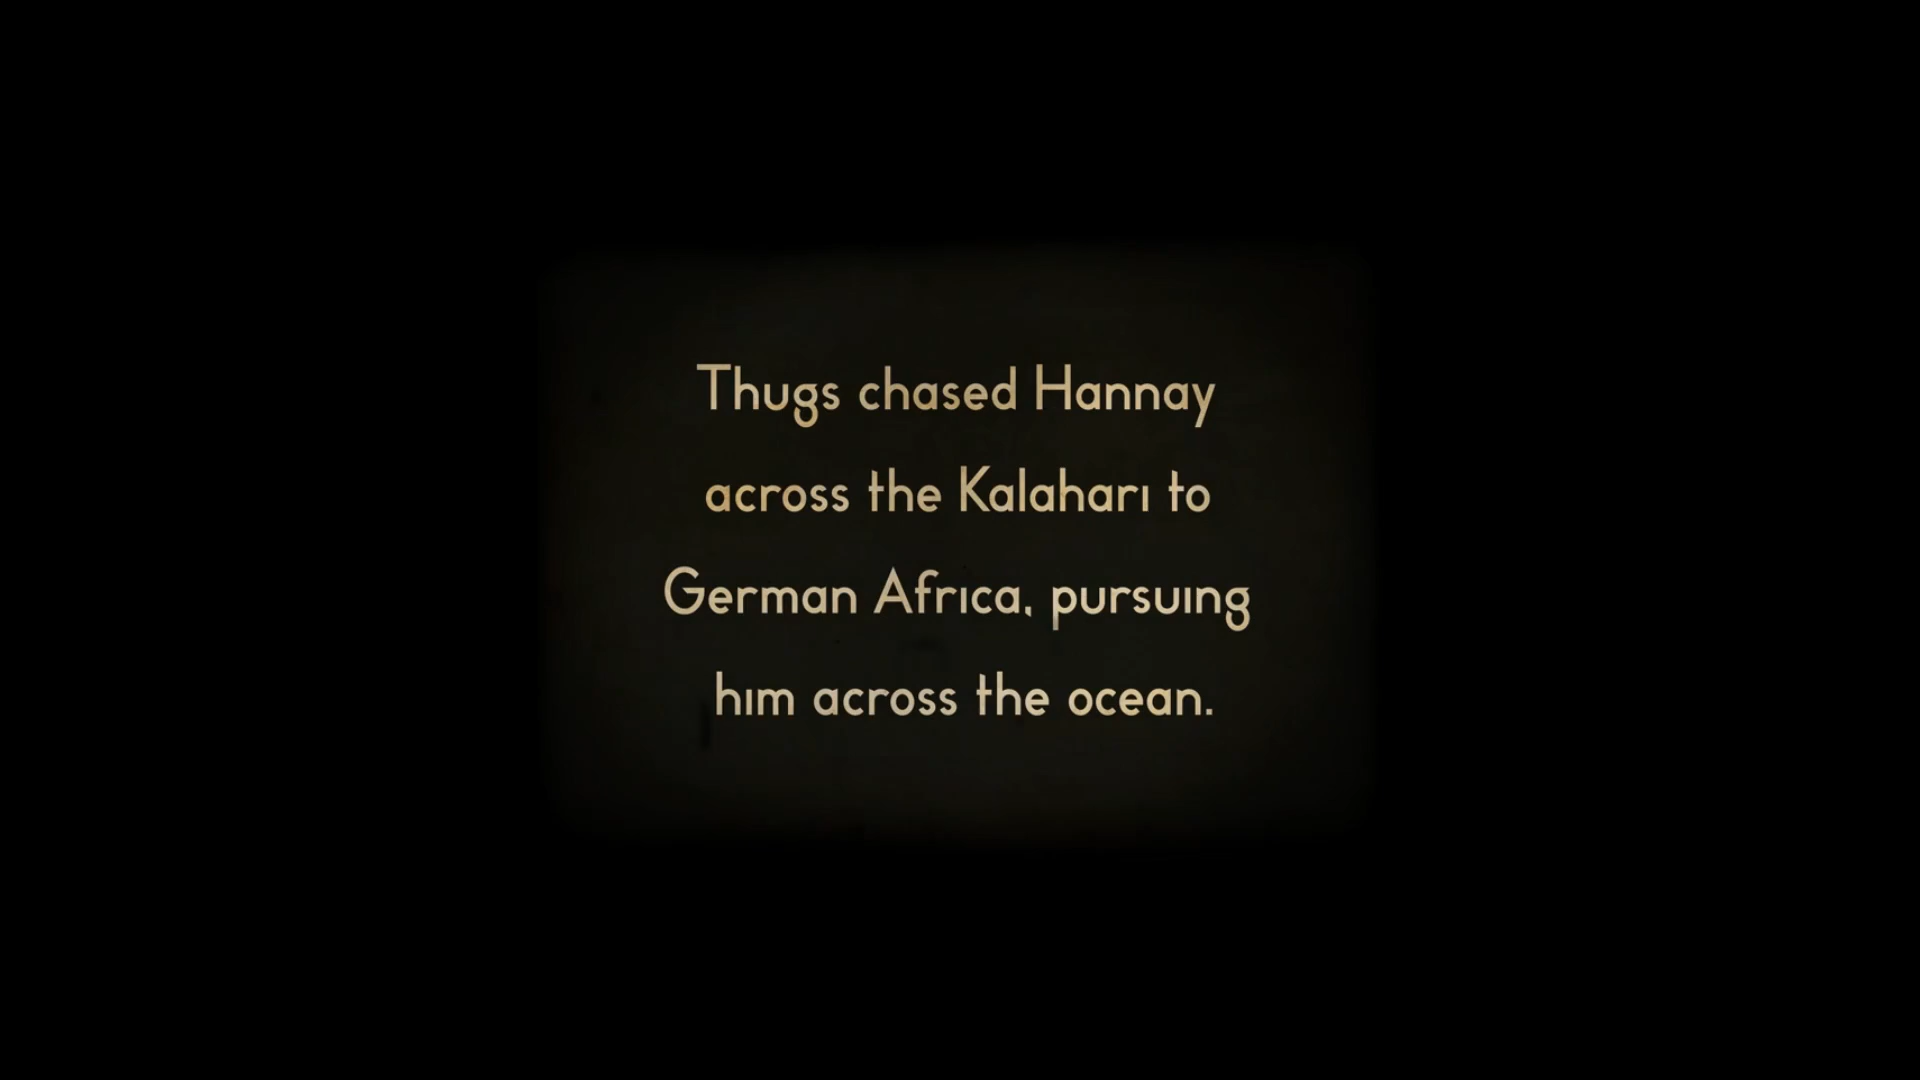 Thugs chased Hannay
across the Kalahari to
German Africa, pursuing
him across the ocean.